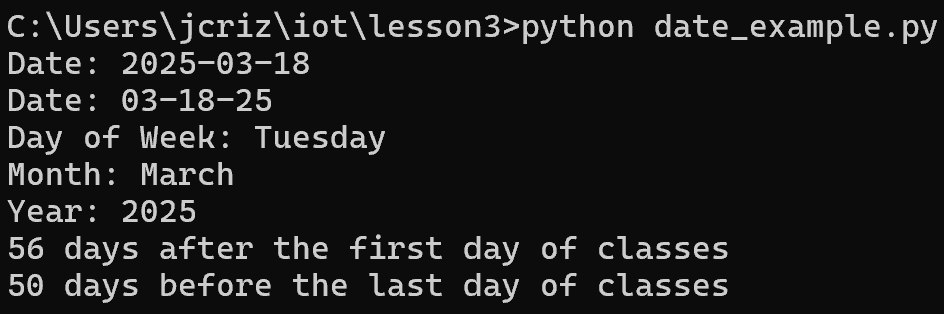 C:\Users\jcriz\iot\lesson3>python date_example.py
Date: 2025-03-18
Date: 03-18-25
Day of Week: Tuesday
Month: March
Year: 2025
56 days after the first day of classes
50 days before the last day of classes